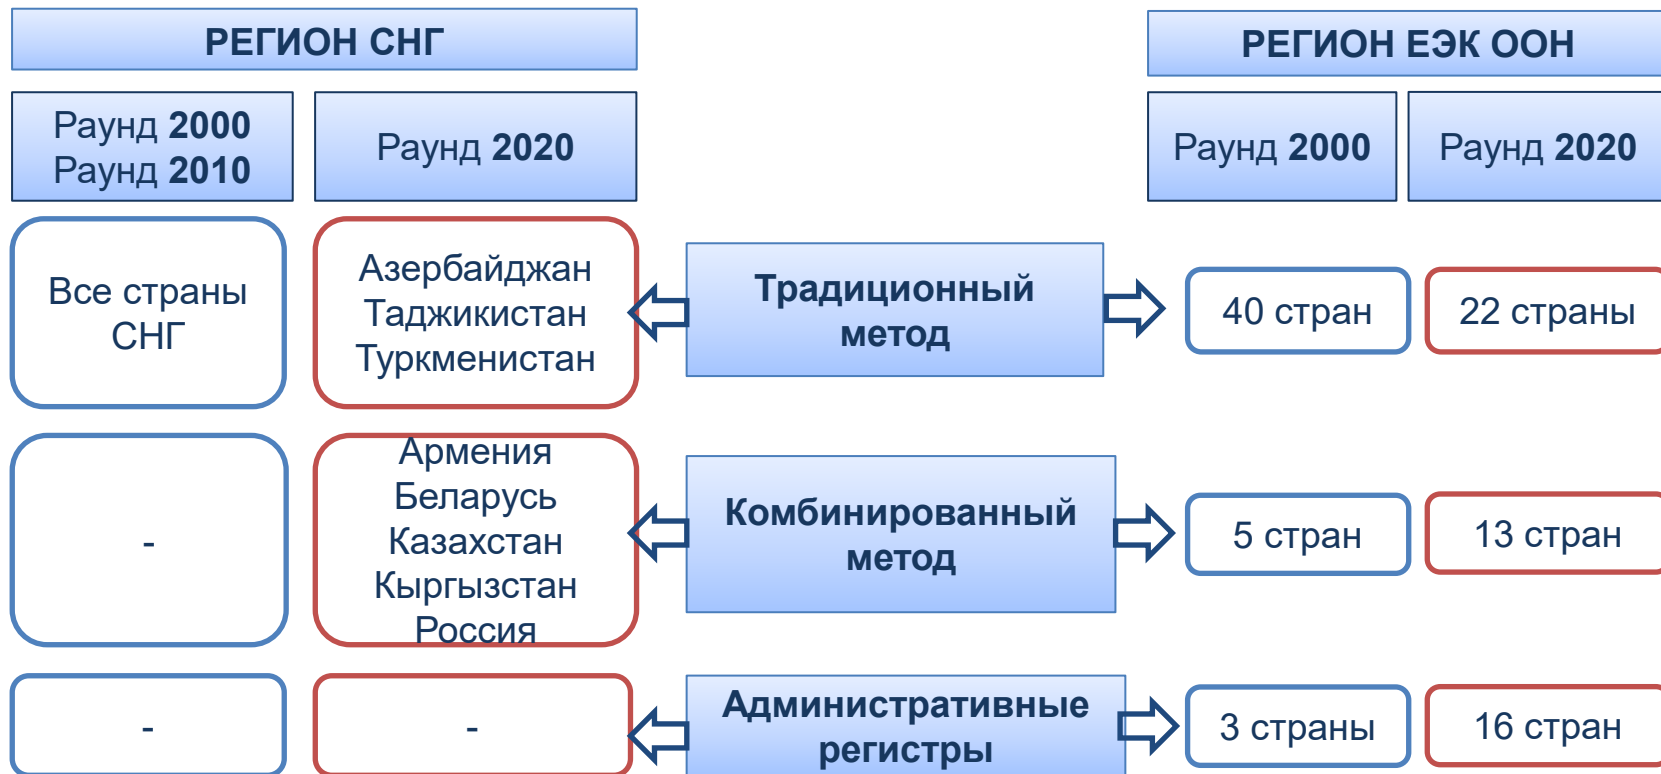 РЕГИОН СНГ
РЕГИОН ЕЭК ООН
Раунд 2000
Раунд 2010
Раунд 2020
Раунд 2000
Раунд 2020
Все страны
СНГ
Азербайджан
Таджикистан
Туркменистан
Традиционный
метод
40 стран
22 страны
-
Армения
Беларусь
Казахстан
Кыргызстан
Россия
Комбинированный
метод
5 стран
13 стран
-
-
Административные
регистры
3 страны
16 стран